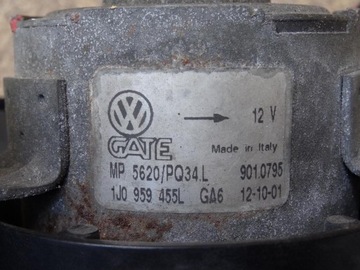 12 V
GATE
Made in Italy
MP 5620/PQ34.L 901.0795
1J0 959 455L GA6 12-10-01